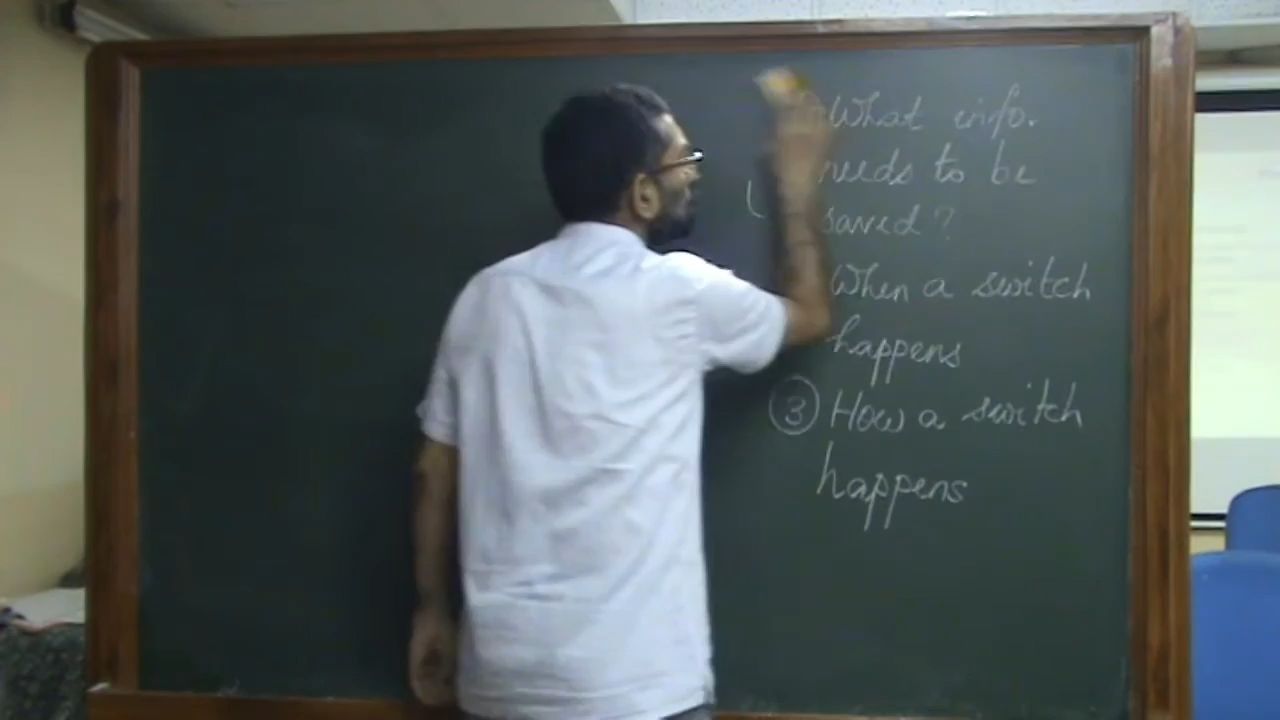 What info.
needs to be
saved?
When a switch
happens
③ How a switch
happens